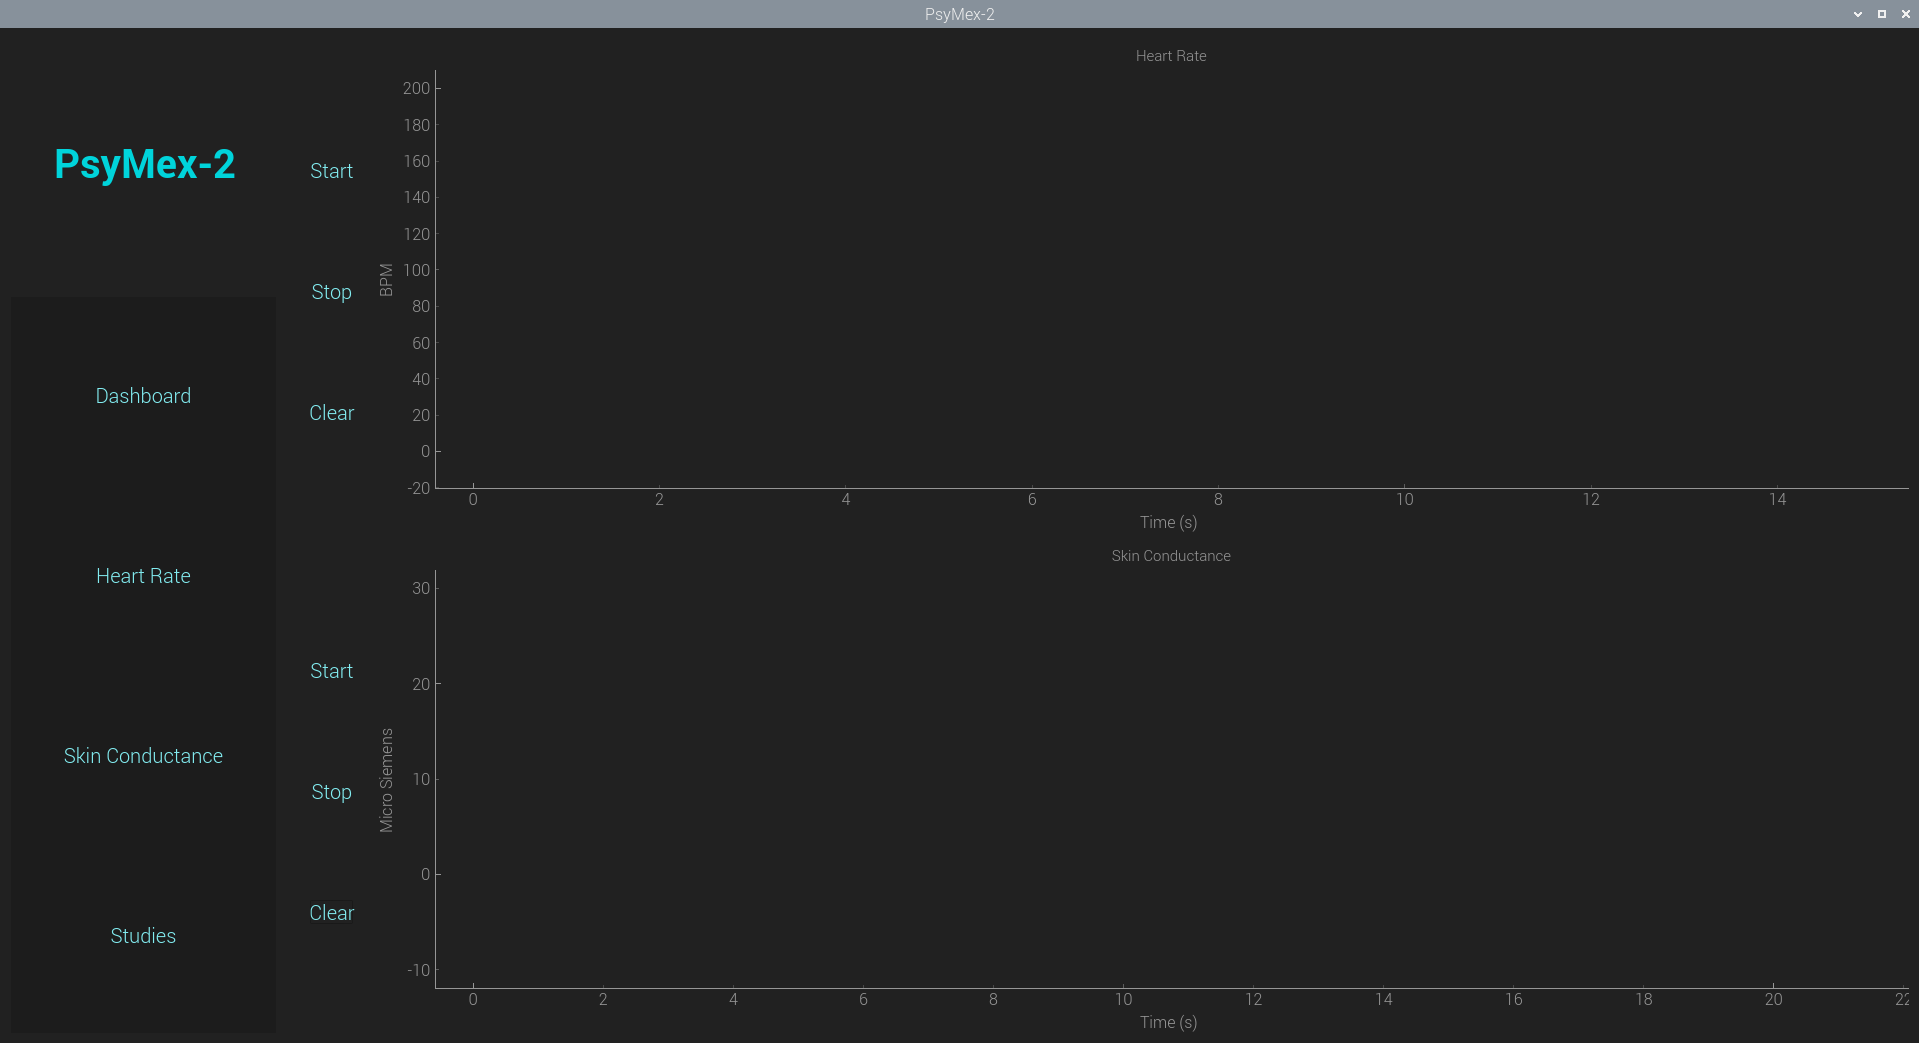 PsyMex-2
PsyMex-2
Dashboard
Heart Rate
Skin Conductance
Studies
Start
Stop
Clear
Heart Rate
BPM
200
180
160
140
120
100
80
60
40
20
0
-20
0 2 4 6 8 10 12 14
Time (s)
Start
Stop
Clear
Skin Conductance
Micro Siemens
30
20
10
0
-10
0 2 4 6 8 10 12 14 16 18 20 22
Time (s)